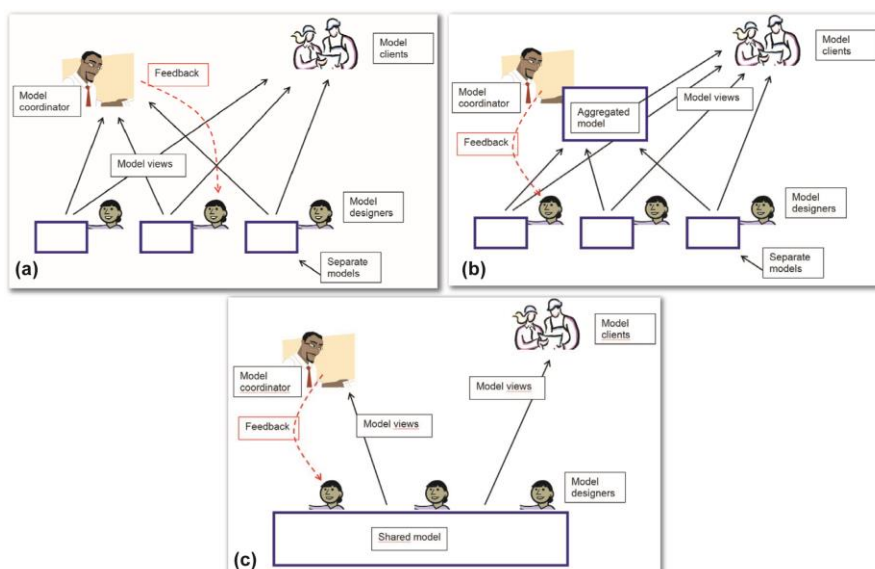 Model
clients
Feedback
Model
coordinator
Model views
Model
designers
Separate
models
(a)
Model
clients
Model
coordinator
Model views
Aggregated
model
Feedback
Model
designers
Separate
models
(b)
Model
clients
Model
coordinator
Model views
Feedback
Model views
Model
designers
Shared model
(c)